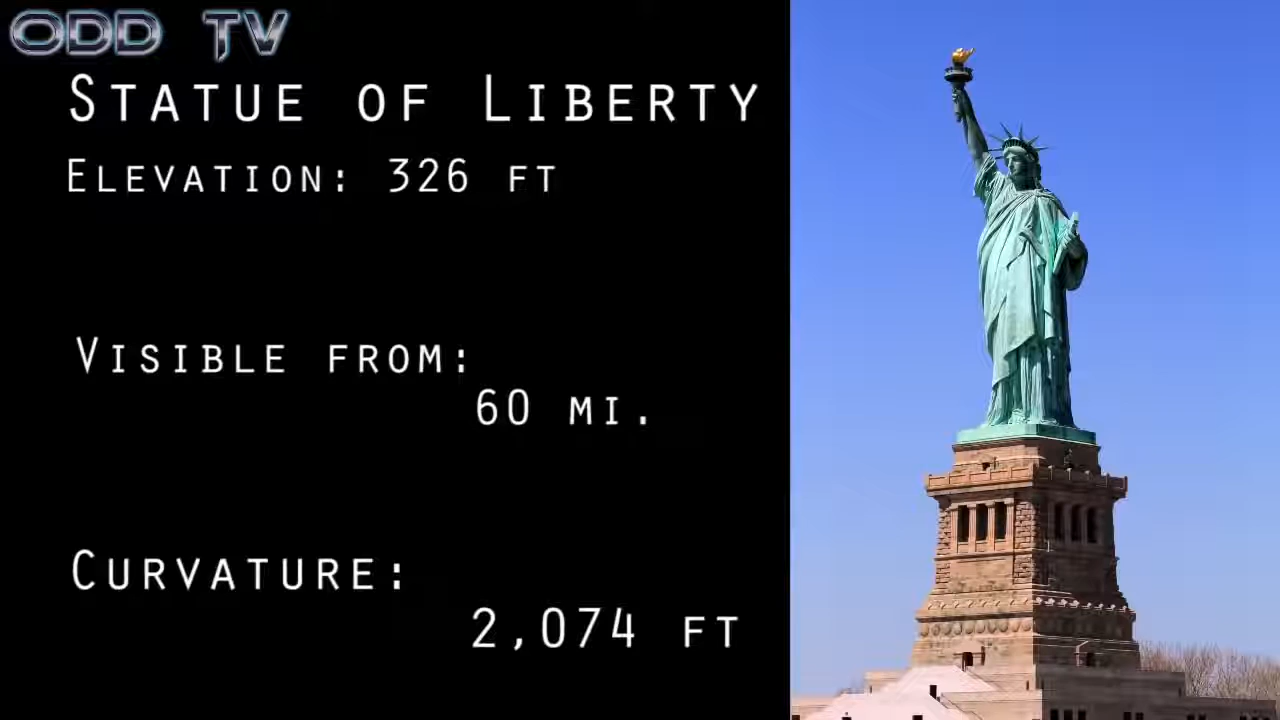 ODD TV
STATUE OF LIBERTY
ELEVATION: 326 FT
VISIBLE FROM:
60 MI.
CURVATURE:
2,074 FT